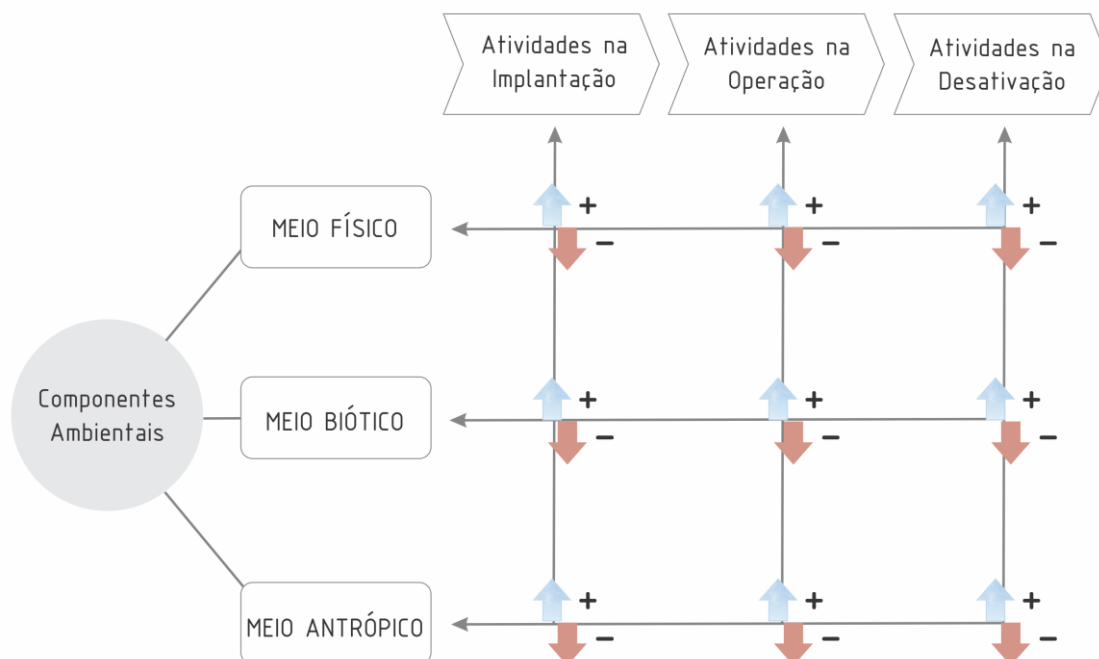 Atividades na
Implantação
Atividades na
Operação
Atividades na
Desativação
+
+
+
MEIO FÍSICO
–
–
–
Componentes
Ambientais
+
+
+
MEIO BIÓTICO
–
–
–
+
+
+
MEIO ANTRÓPICO
–
–
–